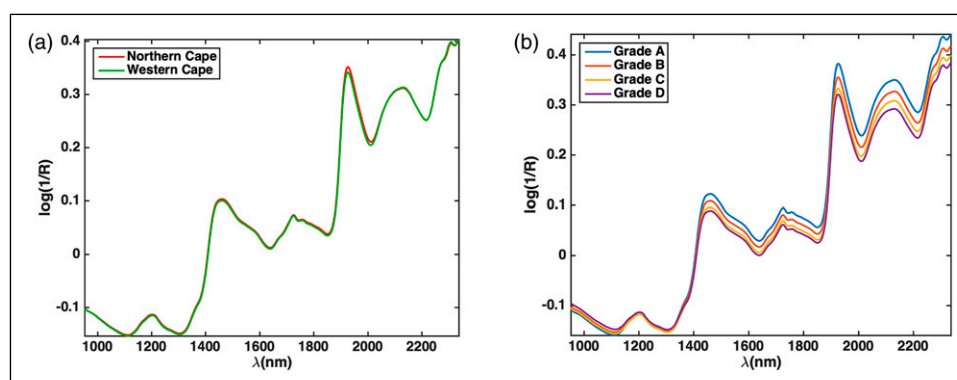 (a)
0.4
0.3
0.2
0.1
0
-0.1
log(1/R)
Northern Cape
Western Cape
1000 1200 1400 1600 1800 2000 2200
λ(nm)
(b)
0.4
0.3
0.2
0.1
0
-0.1
log(1/R)
Grade A
Grade B
Grade C
Grade D
1000 1200 1400 1600 1800 2000 2200
λ(nm)